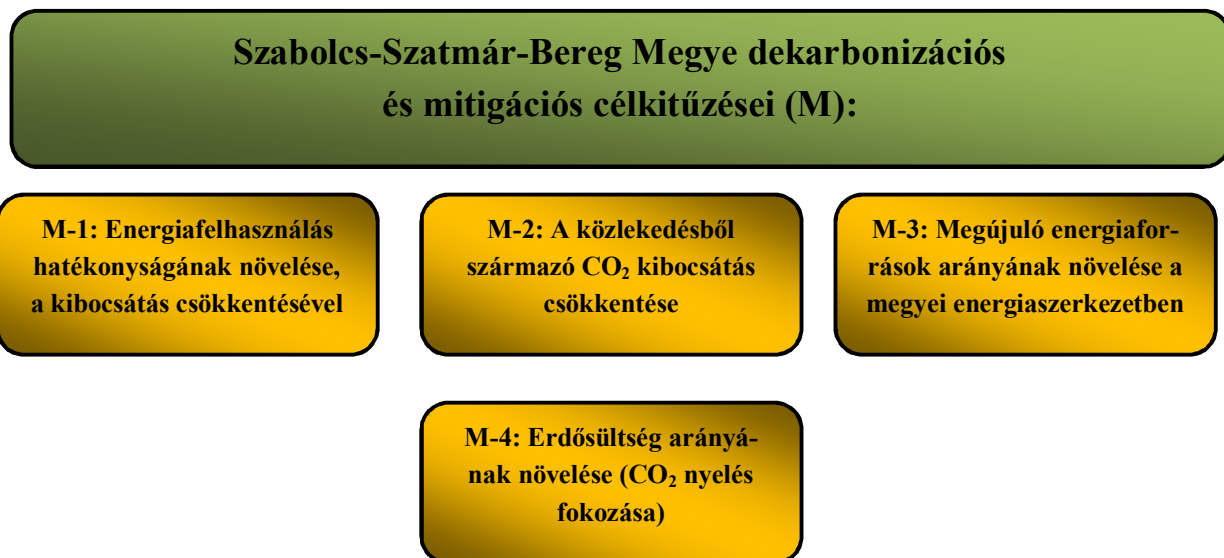 Szabolcs-Szatmár-Bereg Megye dekarbonizációs
és mitigációs célkitűzései (M):
M-1: Energiafelhasználás
hatékonyságának növelése,
a kibocsátás csökkentésével
M-2: A közlekedésből
származó CO₂ kibocsátás
csökkentése
M-3: Megújuló energiafor-
rások arányának növelése a
megyei energiaszerkezetben
M-4: Erdősültség arányá-
nak növelése (CO₂ nyelés
fokozása)